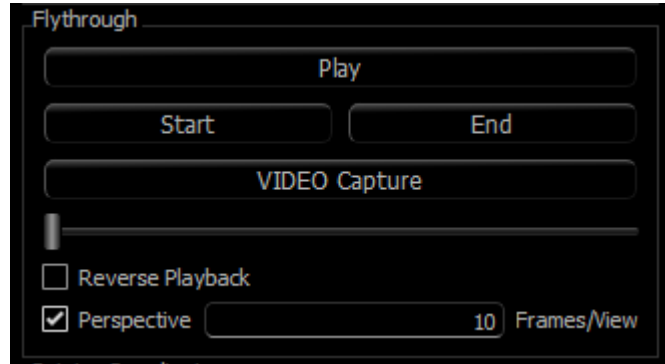 Flythrough
Play
Start End
VIDEO Capture
Reverse Playback
Perspective 10 Frames/View